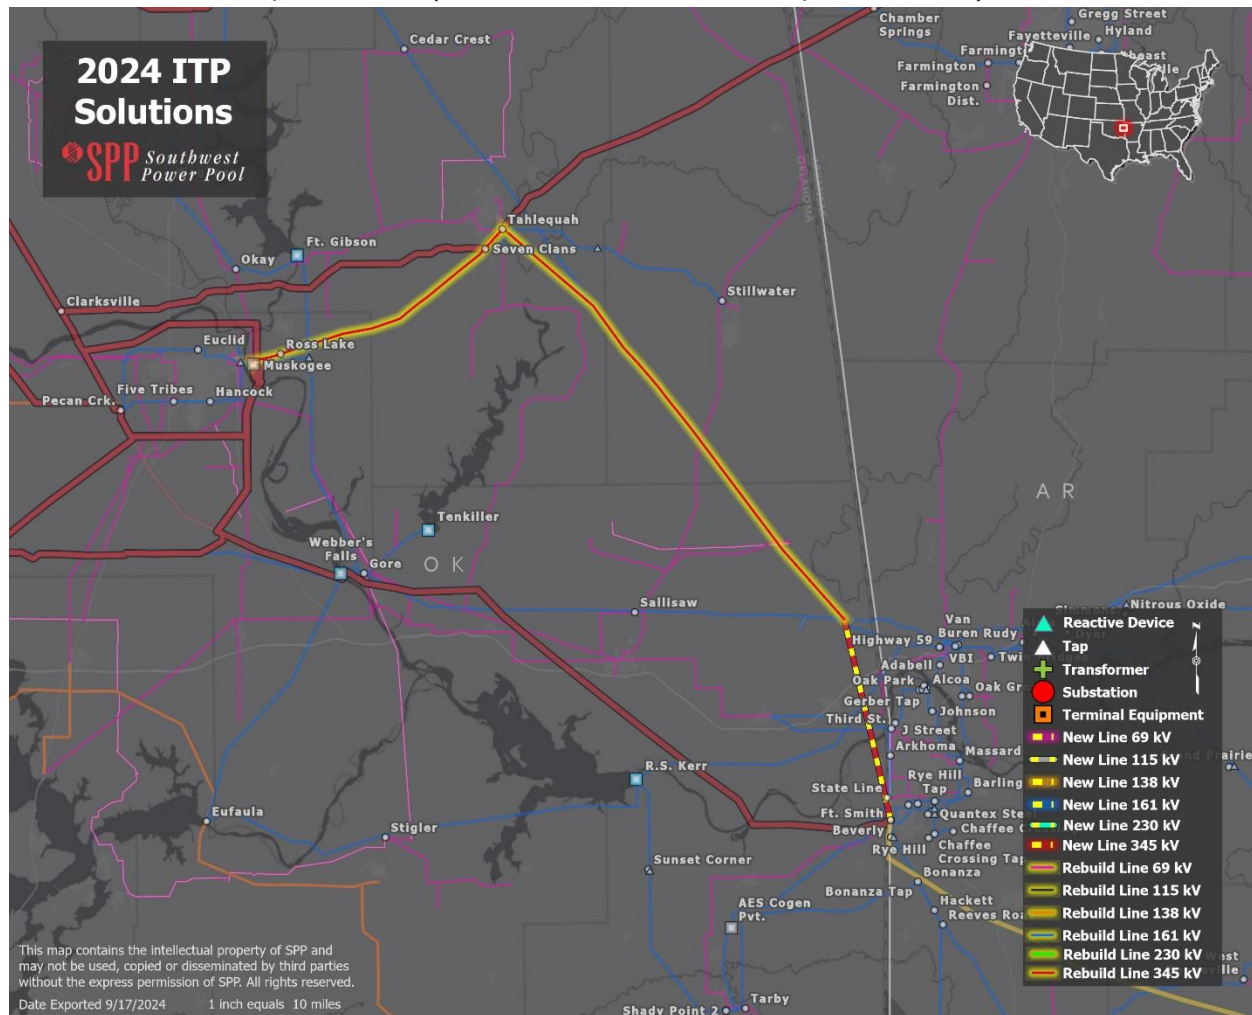 2024 ITP
Solutions
SPP Southwest
Power Pool
Cedar Crest
Chamber
Springs
Gregg Street
Fayetteville
Hyland
Farmington
Farmington
Dist.
OKLAHOMA
Tahlequah
Seven Clans
Ft. Gibson
Okay
Stillwater
Clarksville
Euclid
Ross Lake
Muskogee
Five Tribes
Hancock
Pecan Crk.
Tenkiller
Webber's
Falls
Gore
O K
A R
Sallisaw
Nitrous Oxide
Van
Buren
Rudy
Highway 59
VBI
Adabell
Oak Park
Alcoa
Gerber Tap
Johnson
Third St.
J Street
Arkhoma
Massard
R.S. Kerr
Rye Hill
Tap
State Line
Ft. Smith
Quantex
Beverly
Rye Hill
Chaffee
Crossing Tap
Bonanza
Bonanza Tap
Hackett
Eufaula
Stigler
Sunset Corner
AES Cogen
Pvt.
Tarby
Shady Point 2
Reactive Device
Tap
Transformer
Substation
Terminal Equipment
New Line 69 kV
New Line 115 kV
New Line 138 kV
New Line 161 kV
New Line 230 kV
New Line 345 kV
Rebuild Line 69 kV
Rebuild Line 115 kV
Rebuild Line 138 kV
Rebuild Line 161 kV
Rebuild Line 230 kV
Rebuild Line 345 kV
N
This map contains the intellectual property of SPP and
may not be used, copied or disseminated by third parties
without the express permission of SPP. All rights reserved.
Date Exported 9/17/2024 1 inch equals 10 miles